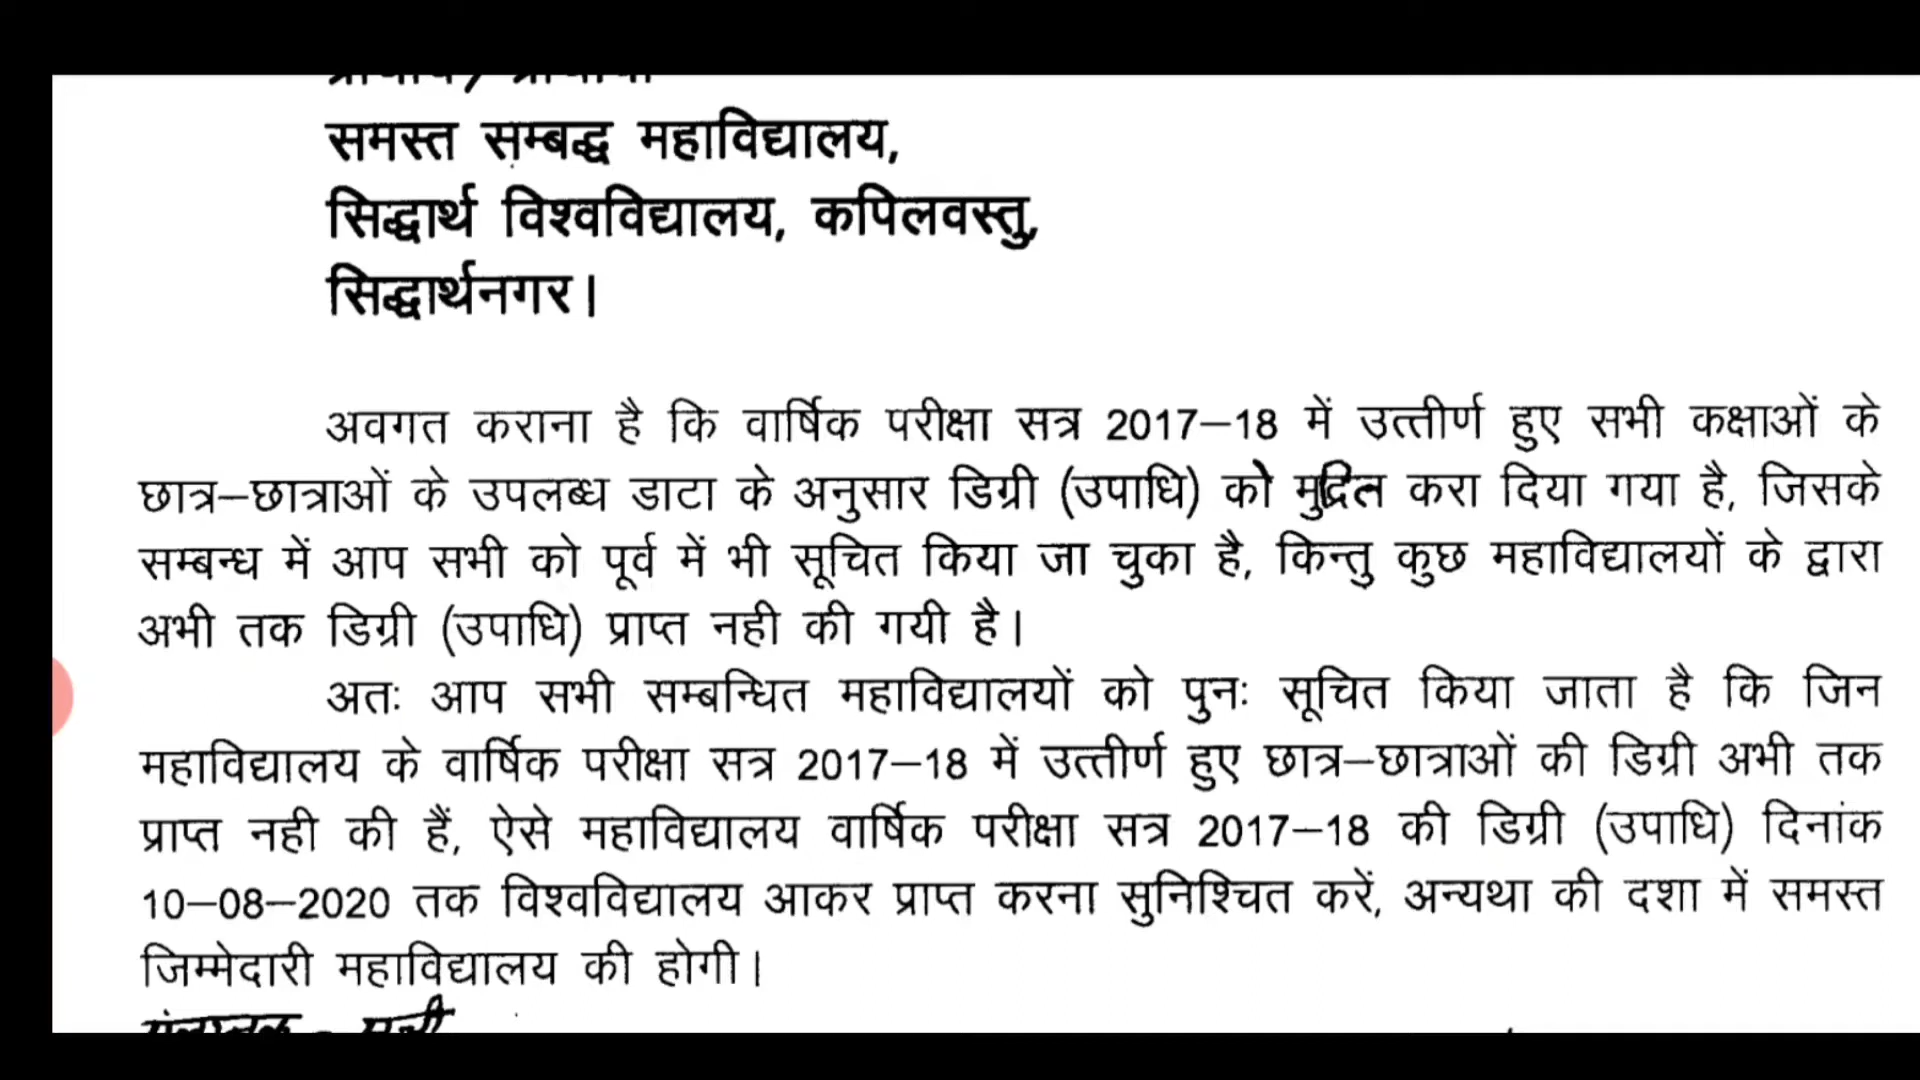 समस्त सम्बद्ध महाविद्यालय,
सिद्धार्थ विश्वविद्यालय, कपिलवस्तु,
सिद्धार्थनगर।
अवगत कराना है कि वार्षिक परीक्षा सत्र 2017–18 में उत्तीर्ण हुए सभी कक्षाओं के
छात्र–छात्राओं के उपलब्ध डाटा के अनुसार डिग्री (उपाधि) को मुद्रित करा दिया गया है, जिसके
सम्बन्ध में आप सभी को पूर्व में भी सूचित किया जा चुका है, किन्तु कुछ महाविद्यालयों के द्वारा
अभी तक डिग्री (उपाधि) प्राप्त नही की गयी है।
अतः आप सभी सम्बन्धित महाविद्यालयों को पुनः सूचित किया जाता है कि जिन
महाविद्यालय के वार्षिक परीक्षा सत्र 2017–18 में उत्तीर्ण हुए छात्र–छात्राओं की डिग्री अभी तक
प्राप्त नही की हैं, ऐसे महाविद्यालय वार्षिक परीक्षा सत्र 2017–18 की डिग्री (उपाधि) दिनांक
10–08–2020 तक विश्वविद्यालय आकर प्राप्त करना सुनिश्चित करें, अन्यथा की दशा में समस्त
जिम्मेदारी महाविद्यालय की होगी।